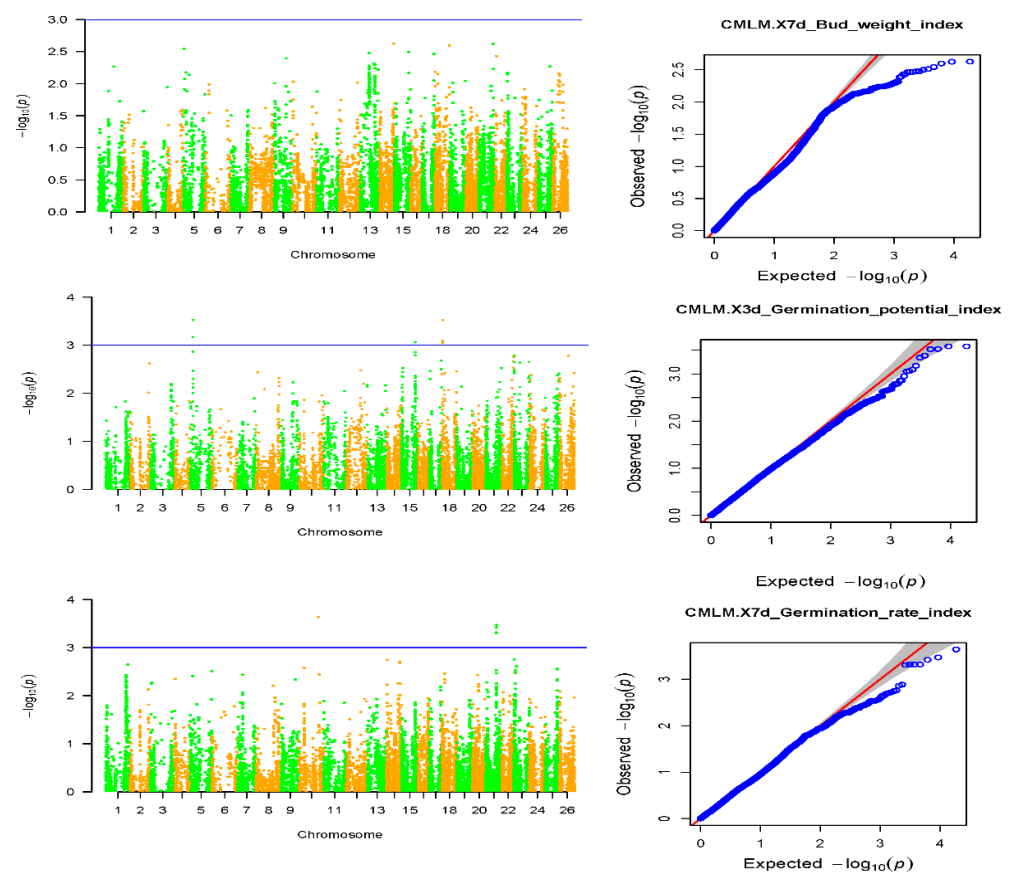 3.0
2.5
2.0
1.5
1.0
0.5
0.0
−log₁₀(p)
1 2 3 5 6 7 8 9 11 13 15 18 20 22 24 26
Chromosome
CMLM.X7d_Bud_weight_index
2.5
2.0
1.5
1.0
0.5
0.0
Observed −log₁₀(p)
0 1 2 3 4
Expected −log₁₀(p)
4
3
2
1
0
−log₁₀(p)
1 2 3 5 6 7 8 9 11 13 15 18 20 22 24 26
Chromosome
CMLM.X3d_Germination_potential_index
3.0
2.0
1.0
0.0
Observed −log₁₀(p)
0 1 2 3 4
Expected −log₁₀(p)
4
3
2
1
0
−log₁₀(p)
1 2 3 5 6 7 8 9 11 13 15 18 20 22 24 26
Chromosome
CMLM.X7d_Germination_rate_index
3
2
1
0
Observed −log₁₀(p)
0 1 2 3 4
Expected −log₁₀(p)